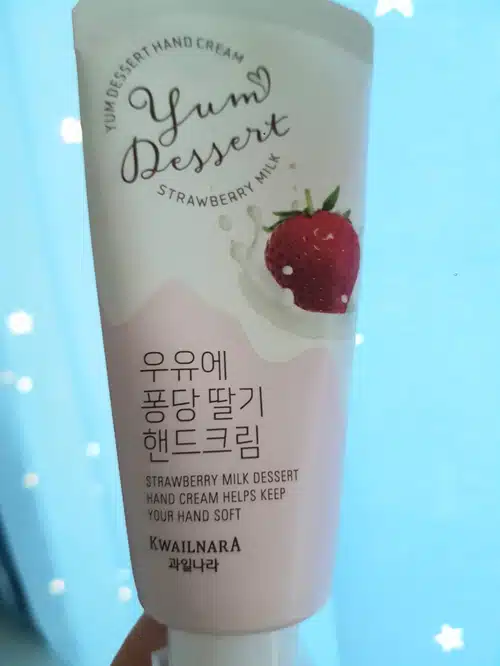 YUM DESSERT HAND CREAM
Yum
Dessert
STRAWBERRY MILK
우유에
퐁당 딸기
핸드크림
STRAWBERRY MILK DESSERT
HAND CREAM HELPS KEEP
YOUR HAND SOFT
KWAILNARA
과일나라